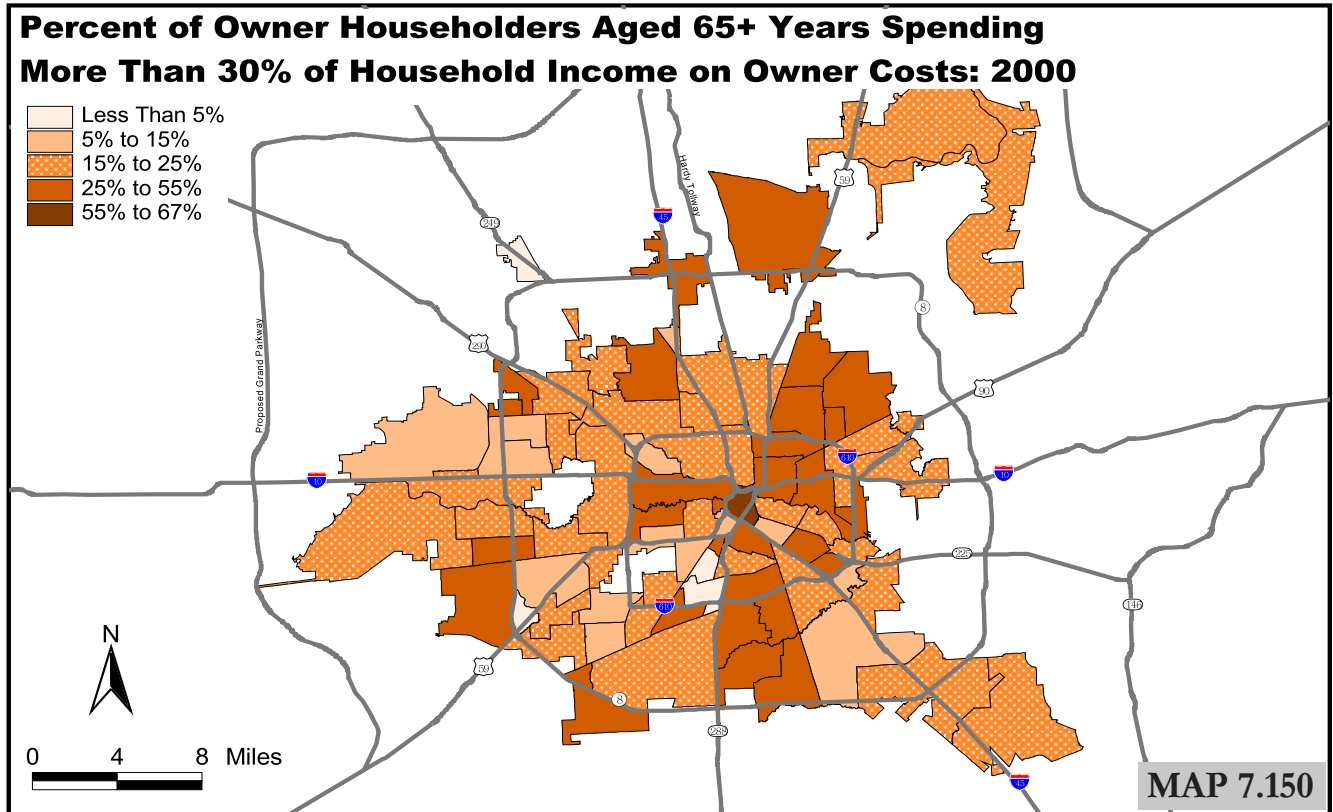 Percent of Owner Householders Aged 65+ Years Spending
More Than 30% of Household Income on Owner Costs: 2000
Less Than 5%
5% to 15%
15% to 25%
25% to 55%
55% to 67%
Hardy Tollway
59
45
249
8
290
Proposed Grand Parkway
90
610
10
10
225
146
610
N
59
8
288
0 4 8 Miles
45
MAP 7.150